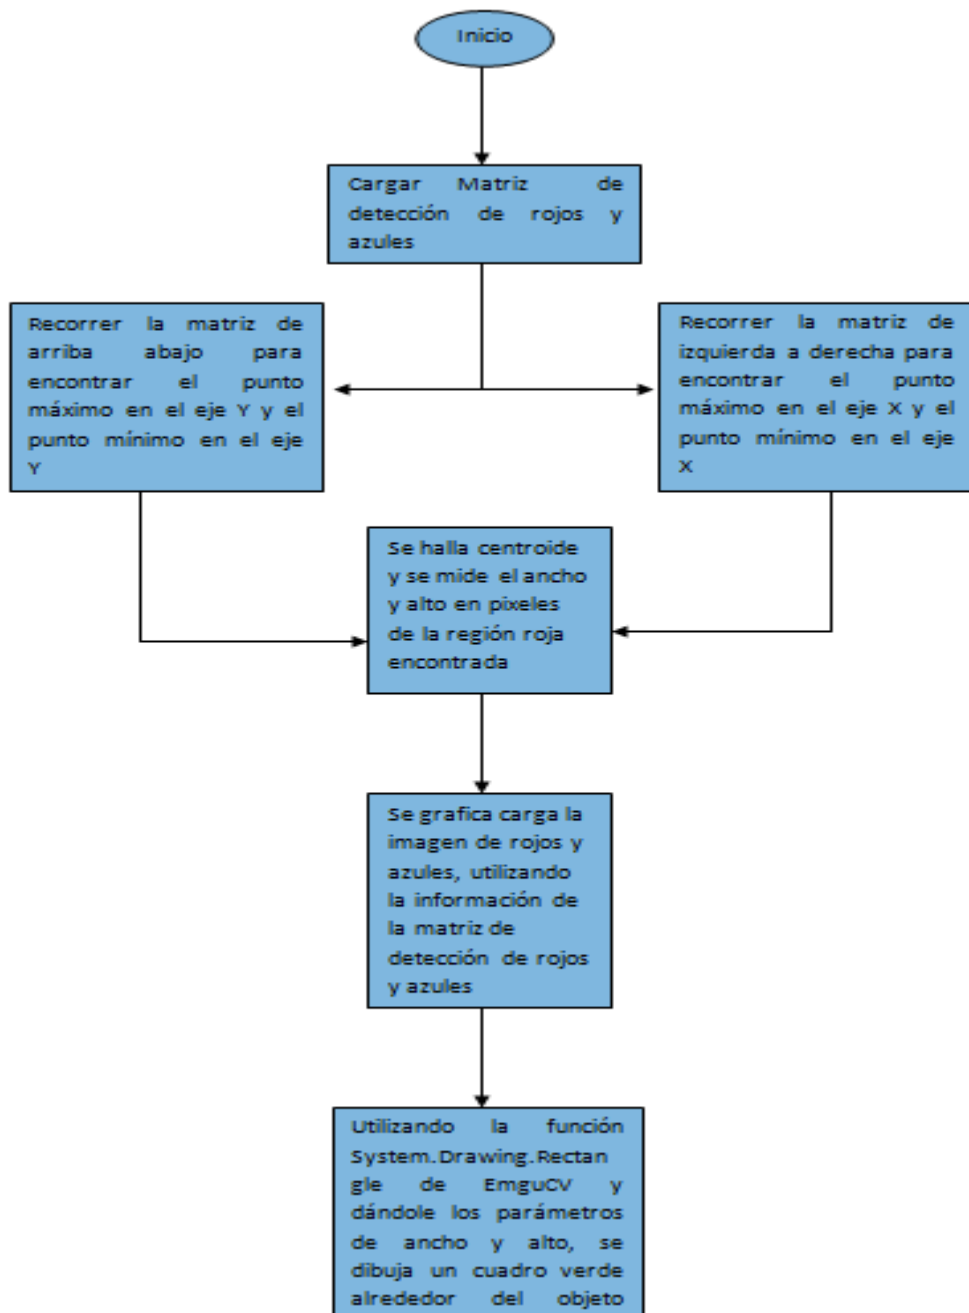 Inicio
Cargar Matriz de
detección de rojos y
azules
Recorrer la matriz de
arriba abajo para
encontrar el punto
máximo en el eje Y y el
punto mínimo en el eje
Y
Recorrer la matriz de
izquierda a derecha para
encontrar el punto
máximo en el eje X y el
punto mínimo en el eje
X
Se halla centroide
y se mide el ancho
y alto en pixeles
de la región roja
encontrada
Se grafica carga la
imagen de rojos y
azules, utilizando
la información de
la matriz de
detección de rojos
y azules
Utilizando la función
System.Drawing.Rectan
gle de EmguCV y
dándole los parámetros
de ancho y alto, se
dibuja un cuadro verde
alrededor del objeto